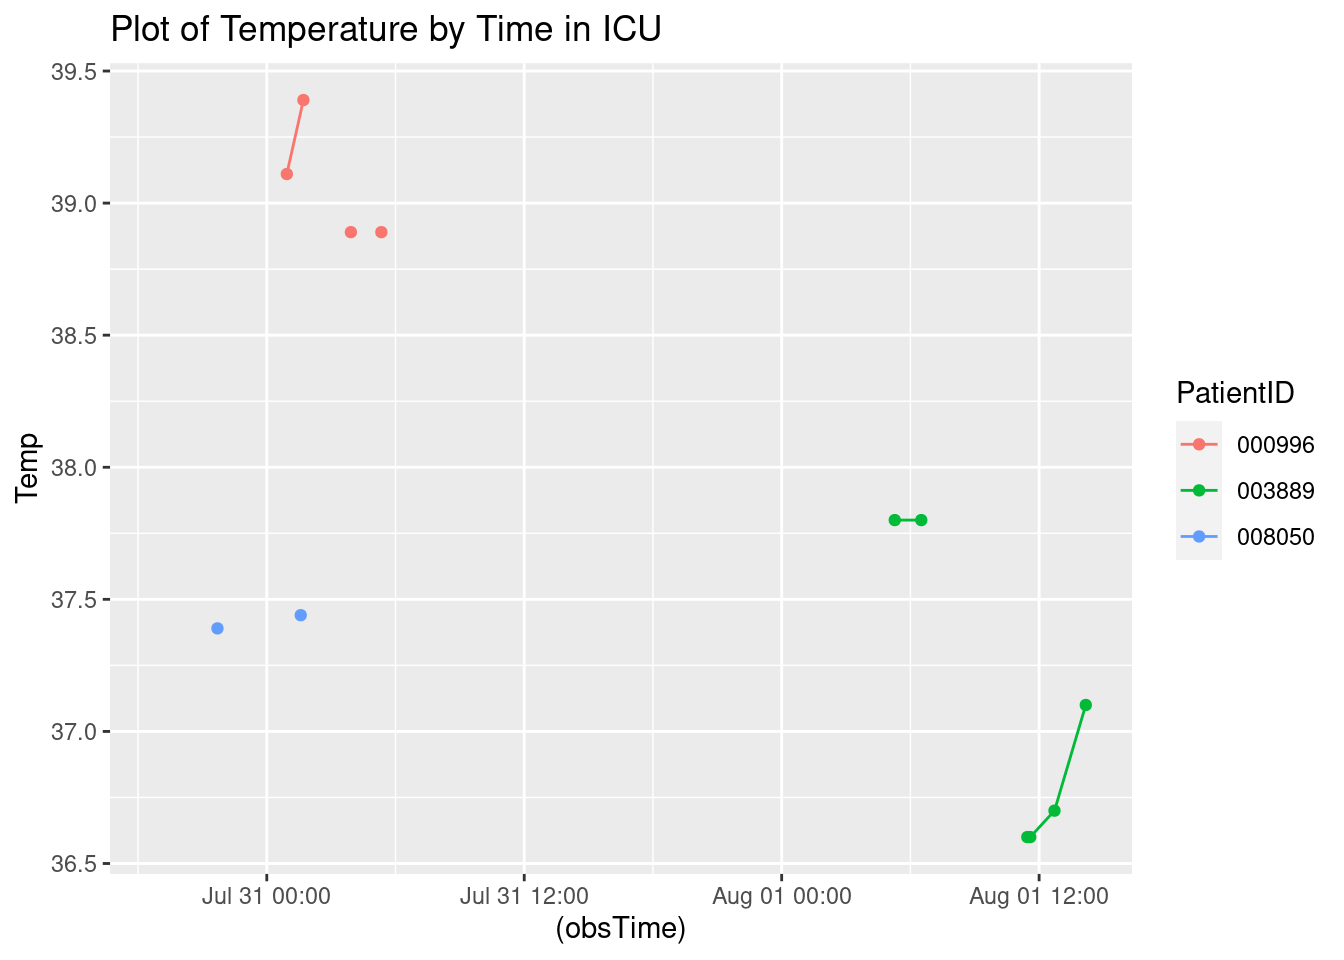 Plot of Temperature by Time in ICU
39.5
39.0
38.5
38.0
37.5
37.0
36.5
Temp
Jul 31 00:00
Jul 31 12:00
Aug 01 00:00
Aug 01 12:00
(obsTime)
PatientID
000996
003889
008050